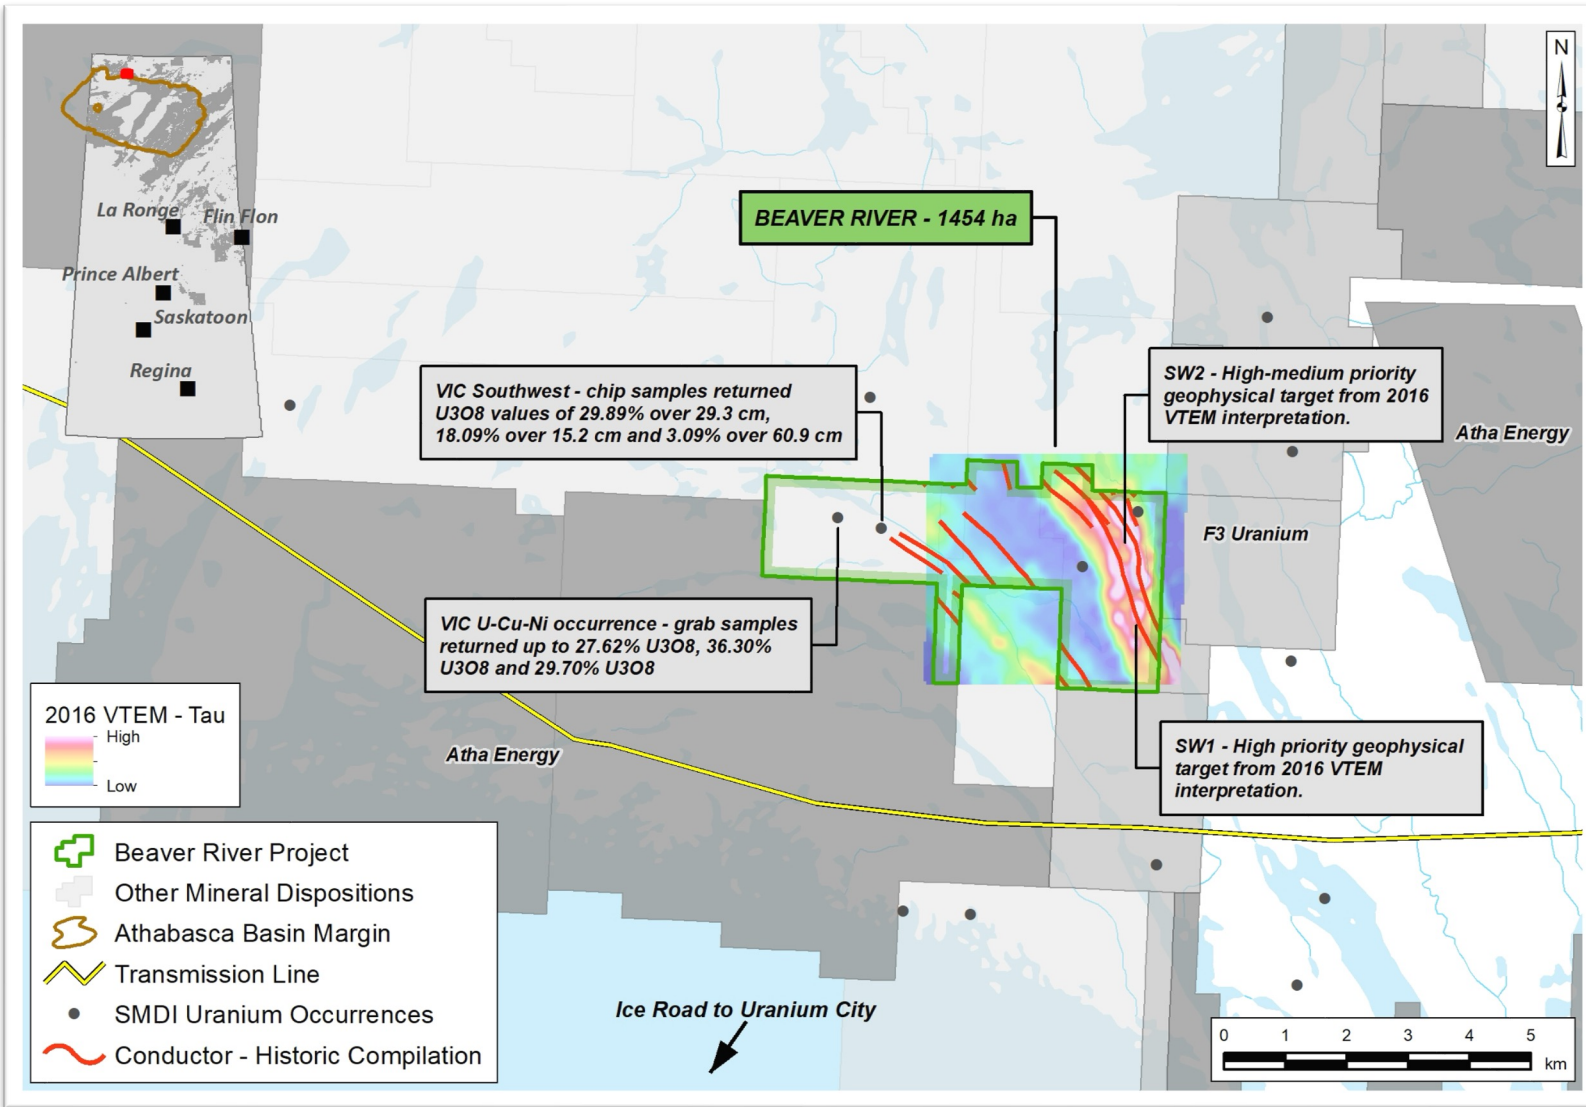 N
La Ronge
Flin Flon
Prince Albert
Saskatoon
Regina
BEAVER RIVER - 1454 ha
VIC Southwest - chip samples returned
U3O8 values of 29.89% over 29.3 cm,
18.09% over 15.2 cm and 3.09% over 60.9 cm
SW2 - High-medium priority
geophysical target from 2016
VTEM interpretation.
Atha Energy
F3 Uranium
VIC U-Cu-Ni occurrence - grab samples
returned up to 27.62% U3O8, 36.30%
U3O8 and 29.70% U3O8
SW1 - High priority geophysical
target from 2016 VTEM
interpretation.
Atha Energy
2016 VTEM - Tau
High
Low
Beaver River Project
Other Mineral Dispositions
Athabasca Basin Margin
Transmission Line
SMDI Uranium Occurrences
Conductor - Historic Compilation
Ice Road to Uranium City
0 1 2 3 4 5
km